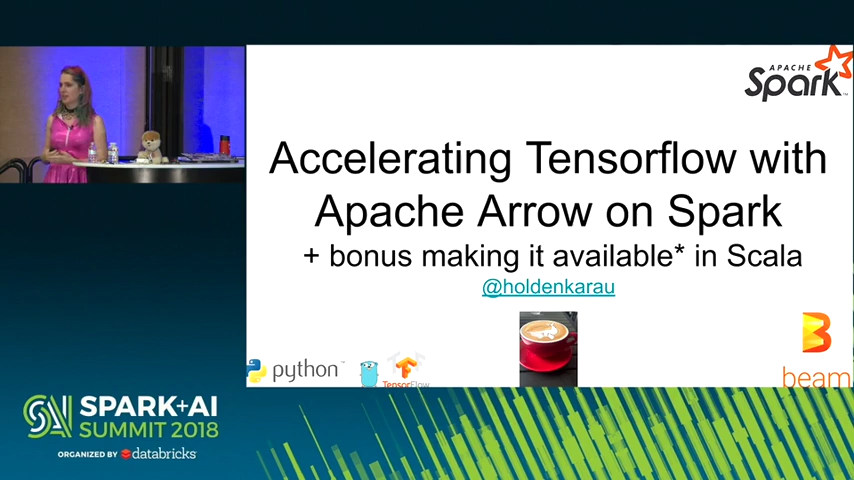 APACHE
Spark
Accelerating Tensorflow with
Apache Arrow on Spark
+ bonus making it available* in Scala
@holdenkarau
python
TensorFlow
beam
SPARK+AI
SUMMIT 2018
ORGANIZED BY databricks